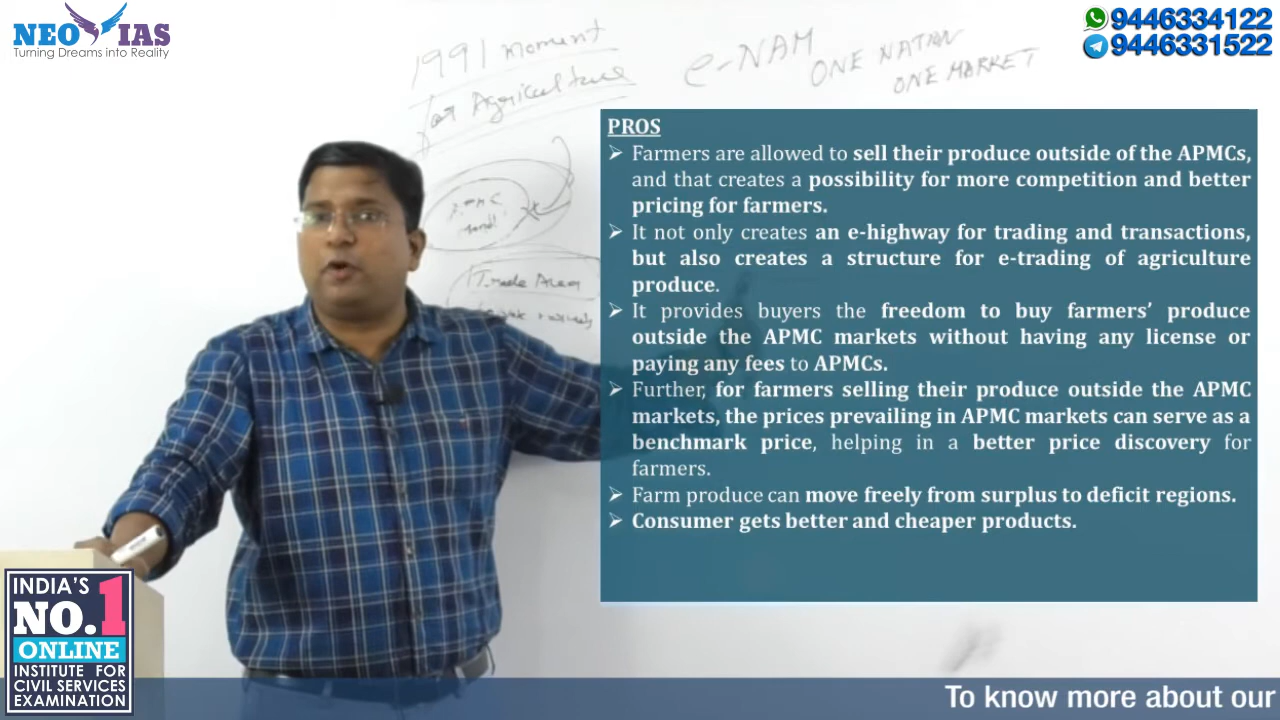 NEO IAS
Turning Dreams into Reality
9446334122
9446331522
1991 moment
for Agriculture
e-NAM
ONE NATION
ONE MARKET
APMC
Trade Area
PROS
➢ Farmers are allowed to sell their produce outside of the APMCs,
and that creates a possibility for more competition and better
pricing for farmers.
➢ It not only creates an e-highway for trading and transactions,
but also creates a structure for e-trading of agriculture
produce.
➢ It provides buyers the freedom to buy farmers’ produce
outside the APMC markets without having any license or
paying any fees to APMCs.
➢ Further, for farmers selling their produce outside the APMC
markets, the prices prevailing in APMC markets can serve as a
benchmark price, helping in a better price discovery for
farmers.
➢ Farm produce can move freely from surplus to deficit regions.
➢ Consumer gets better and cheaper products.
INDIA'S
NO.1
ONLINE
INSTITUTE FOR
CIVIL SERVICES
EXAMINATION
To know more about our